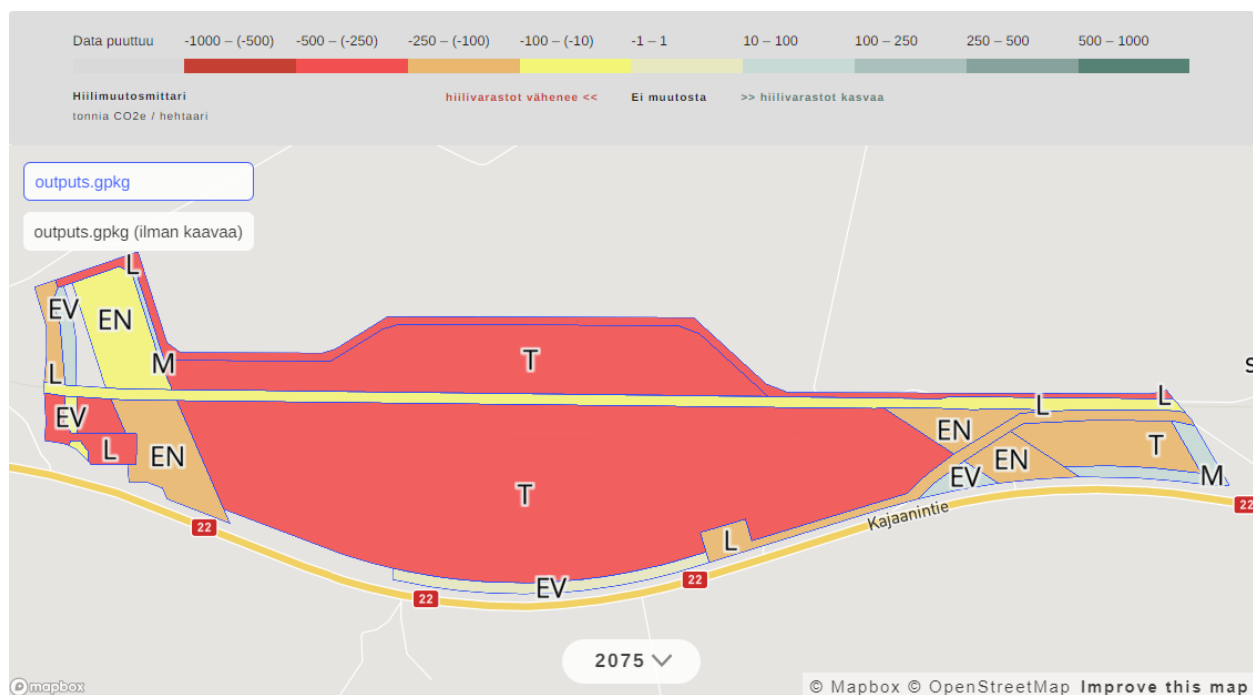 Data puuttuu -1000 – (-500) -500 – (-250) -250 – (-100) -100 – (-10) -1 – 1 10 – 100 100 – 250 250 – 500 500 – 1000
Hiilimuutosmittari hiilivarastot vähenee << Ei muutosta >> hiilivarastot kasvaa
tonnia CO2e / hehtaari
outputs.gpkg
outputs.gpkg (ilman kaavaa)
L
EV
EN
M
T
L
S
L
L
EV
L
EN
EN
EN
T
EV
M
T
Kajaanintie
22
22
L
EV
22
22
2075
mapbox
© Mapbox © OpenStreetMap Improve this map